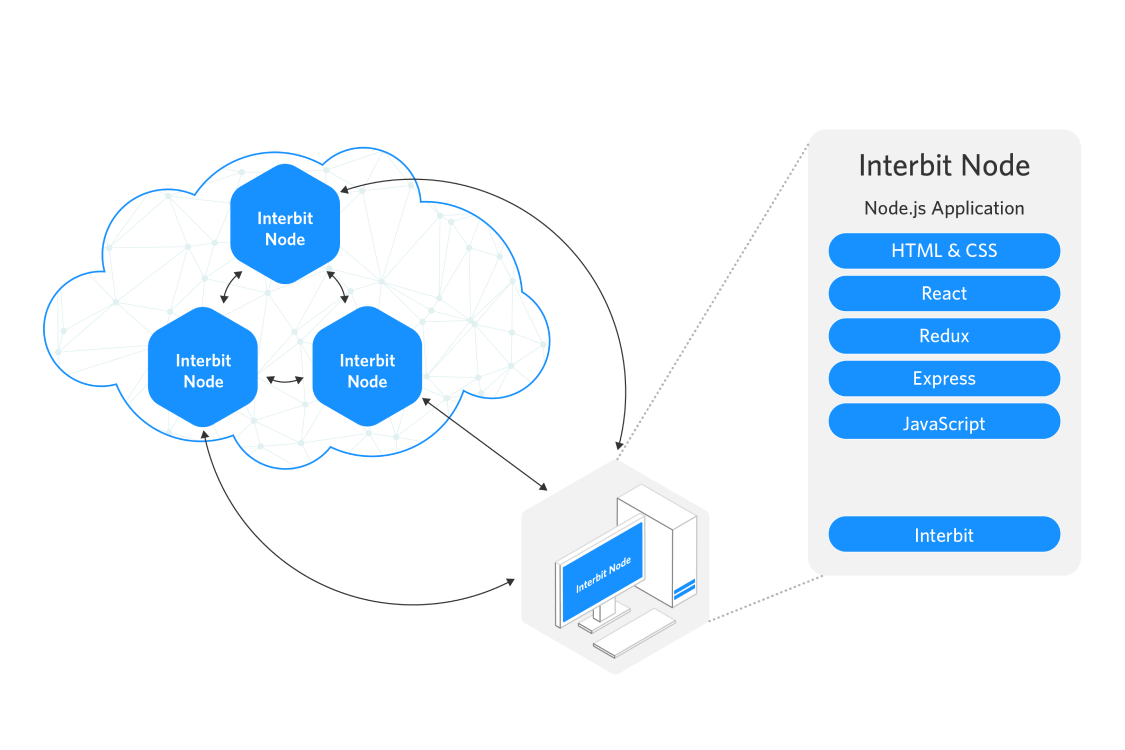 Interbit
Node
Interbit
Node
Interbit
Node
Interbit Node
Interbit Node
Node.js Application
HTML & CSS
React
Redux
Express
JavaScript
Interbit